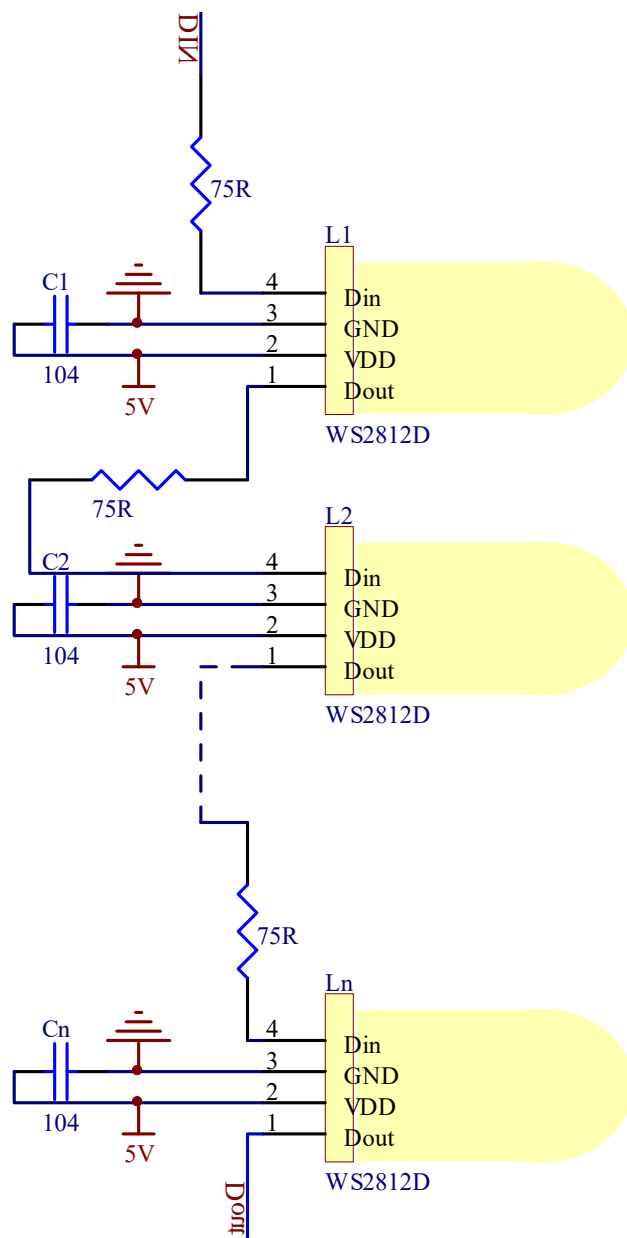 DIN
75R
L1
C1
104
5V
4
3
2
1
Din
GND
VDD
Dout
WS2812D
75R
L2
C2
104
5V
4
3
2
1
Din
GND
VDD
Dout
WS2812D
75R
Ln
Cn
104
5V
4
3
2
1
Din
GND
VDD
Dout
WS2812D
Dout